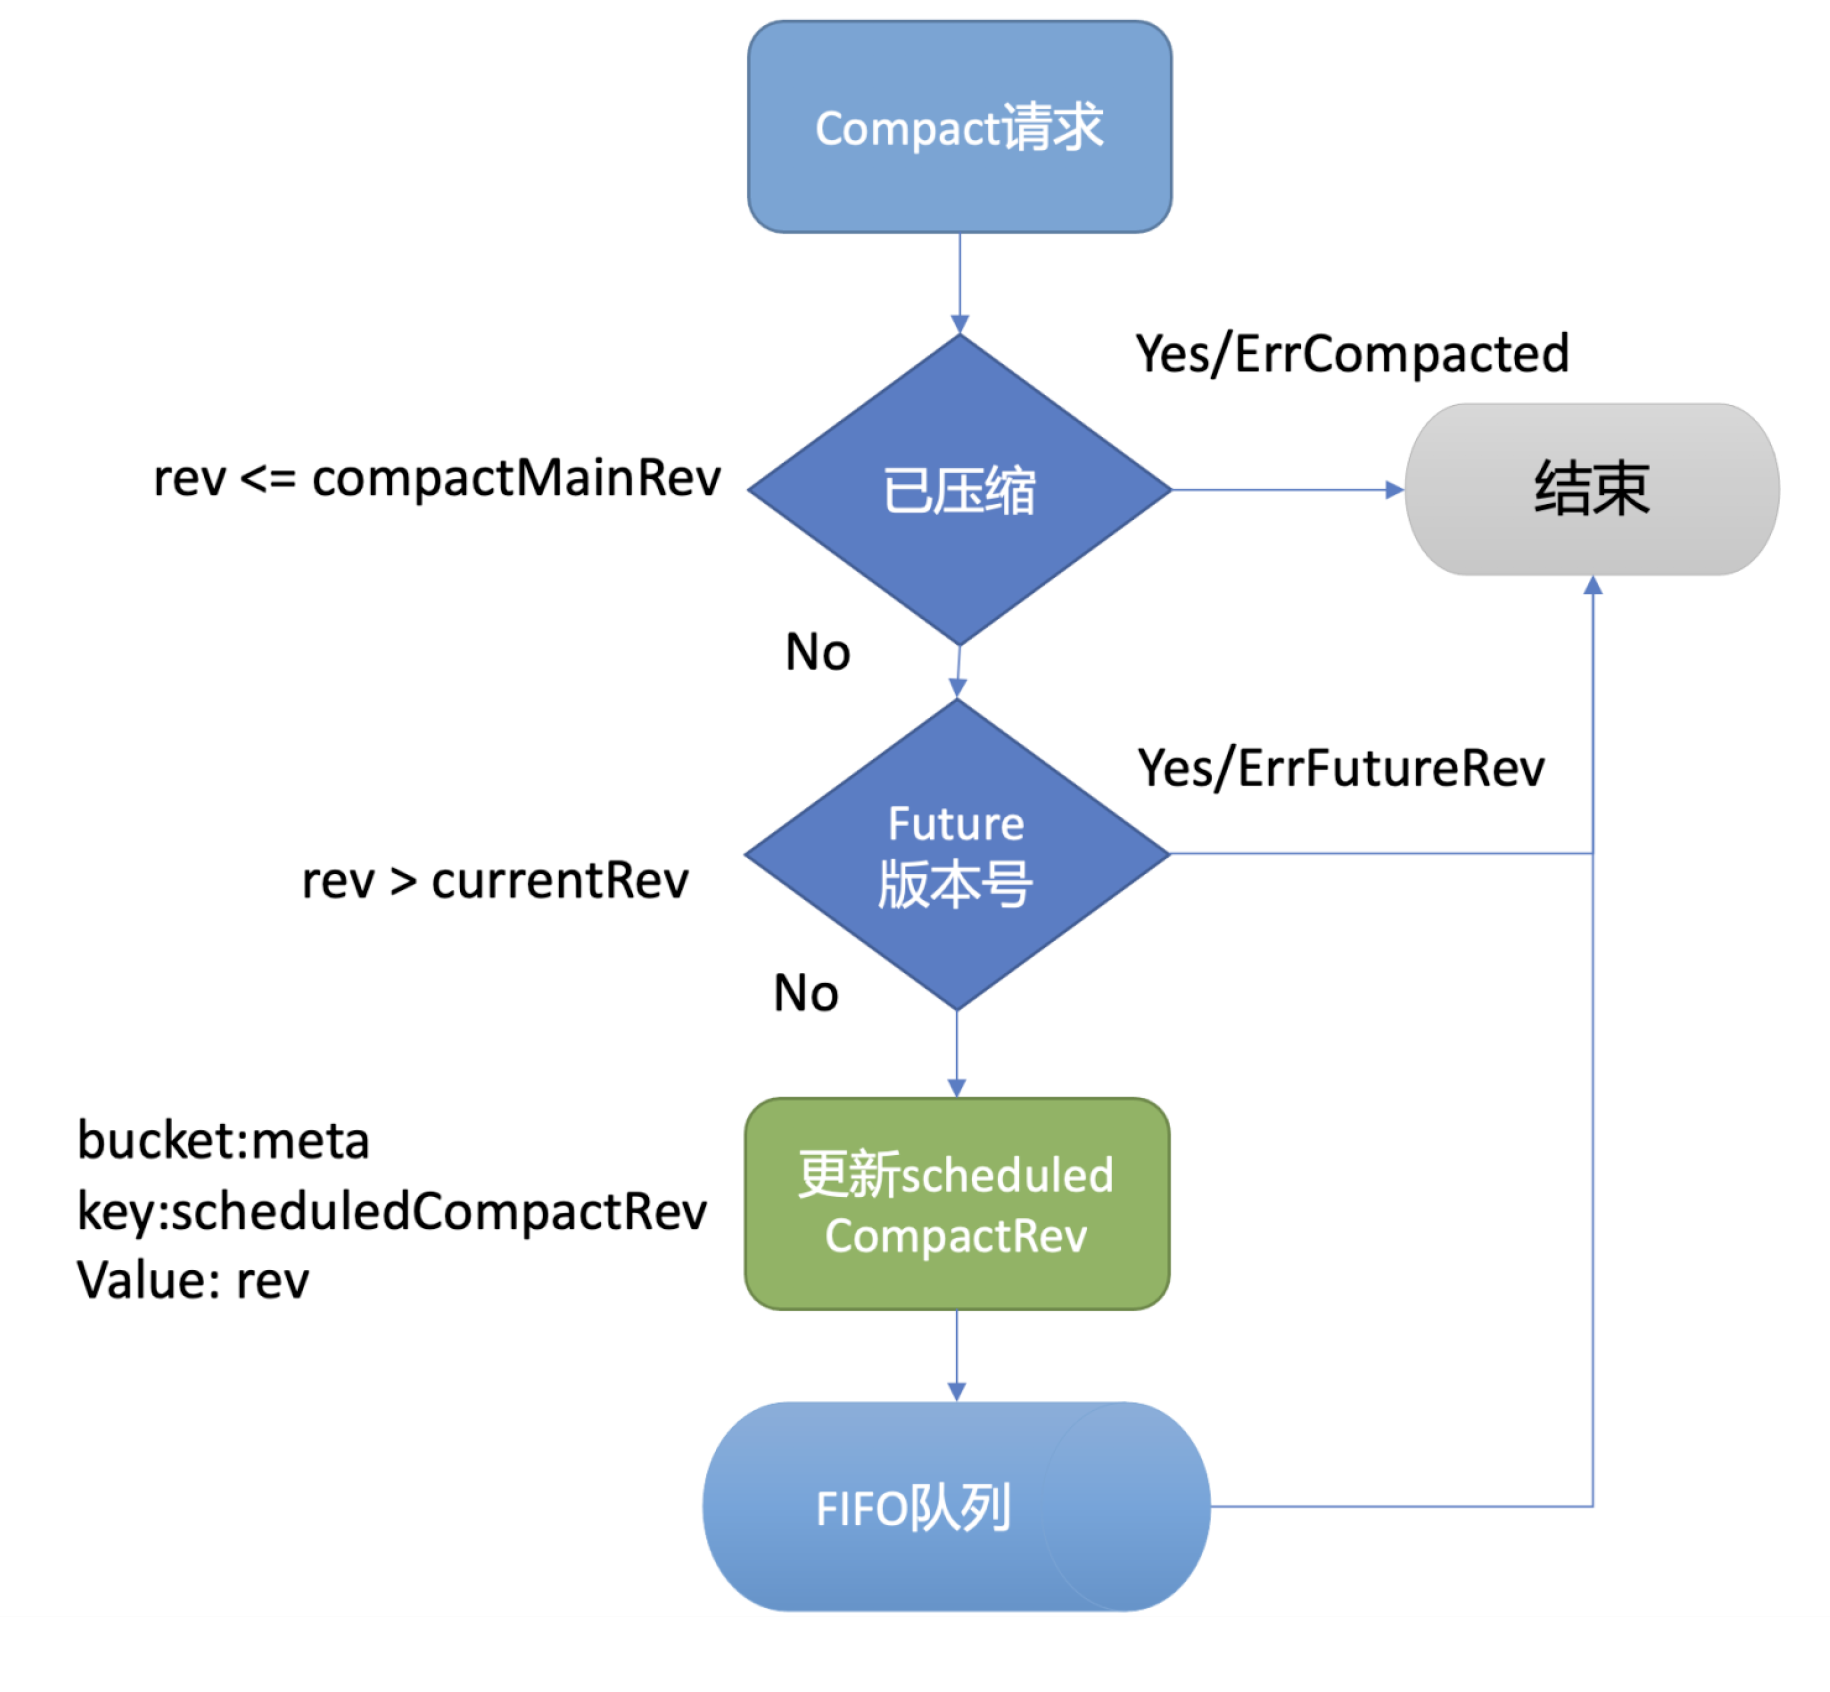 Compact请求
Yes/ErrCompacted
rev <= compactMainRev
已压缩
结束
No
Yes/ErrFutureRev
Future
版本号
rev > currentRev
No
bucket:meta
key:scheduledCompactRev
Value: rev
更新scheduled
CompactRev
FIFO队列